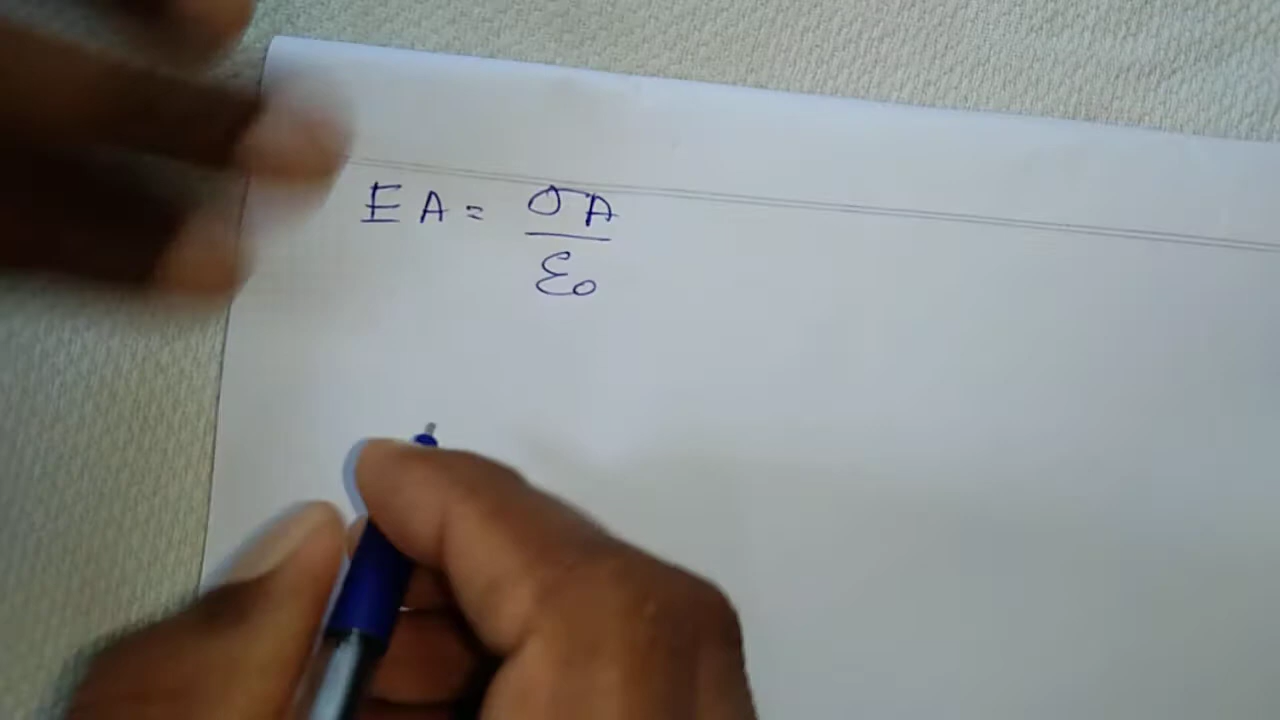 EA = σA / ε₀